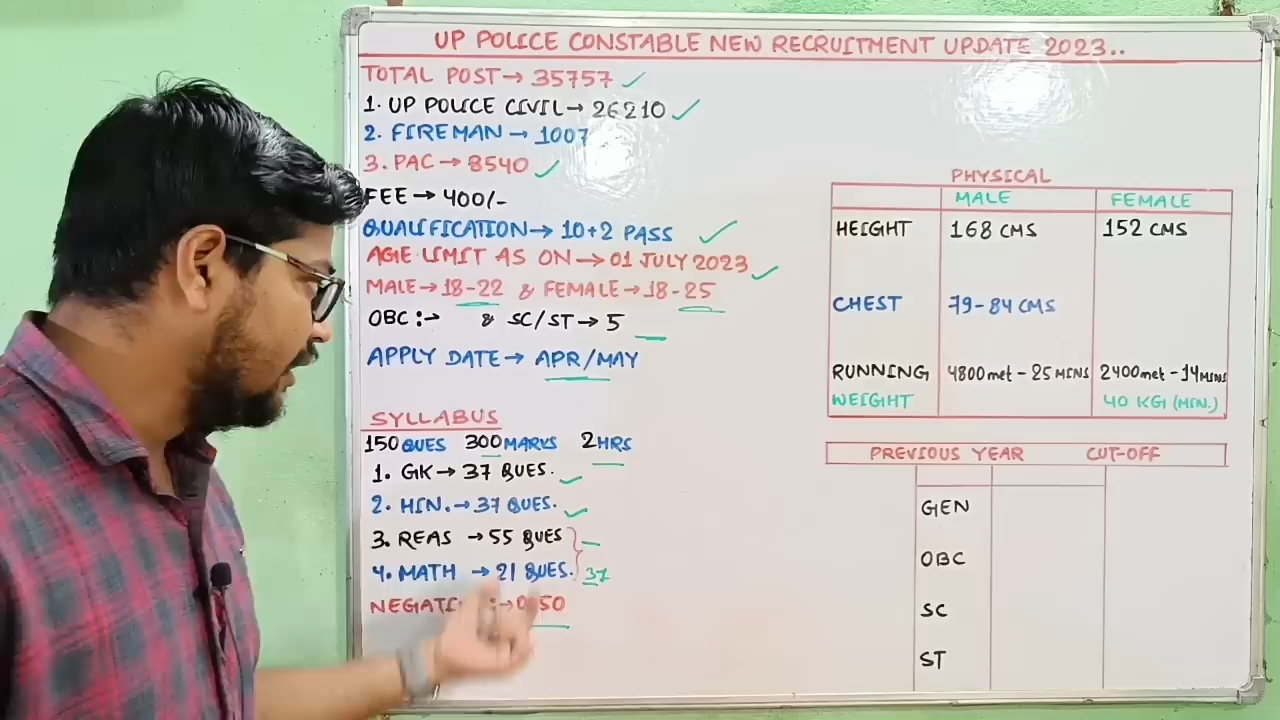 UP POLICE CONSTABLE NEW RECRUITMENT UPDATE 2023..
TOTAL POST→ 35757 ✓
1. UP POLICE CIVIL→ 26210 ✓
2. FIREMAN → 1007
3. PAC→ 8540 ✓
FEE → 400/-
QUALIFICATION→ 10+2 PASS ✓
AGE LIMIT AS ON→ 01 JULY 2023 ✓
MALE→ 18-22 & FEMALE→ 18-25
OBC :→ & SC/ST→ 5
APPLY DATE→ APR/MAY
SYLLABUS
150 QUES 300 MARKS 2 HRS
1. GK→ 37 QUES. ✓
2. HIN.→ 37 QUES. ✓
3. REAS → 55 QUES
4. MATH → 21 QUES. 37
PHYSICAL
MALE FEMALE
HEIGHT 168 CMS 152 CMS
CHEST 79-84 CMS
RUNNING 4800 met - 25 MINS 2400 met - 14 MINS
WEIGHT 40 KG (MIN.)
PREVIOUS YEAR CUT-OFF
GEN
OBC
SC
ST